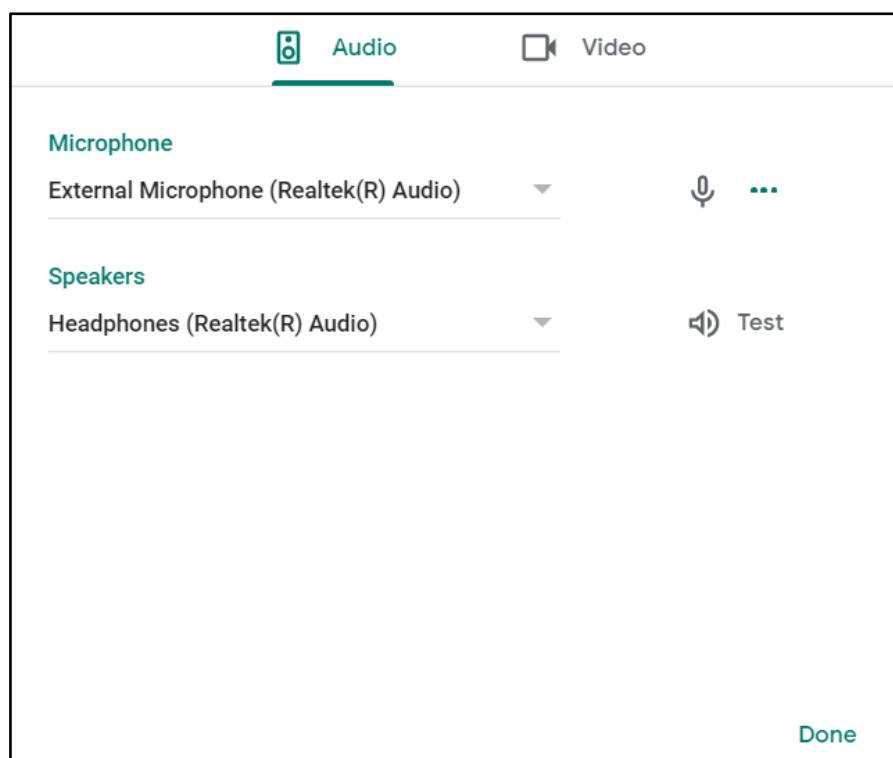 Audio
Video
Microphone
External Microphone (Realtek(R) Audio)
Speakers
Headphones (Realtek(R) Audio)
Test
Done